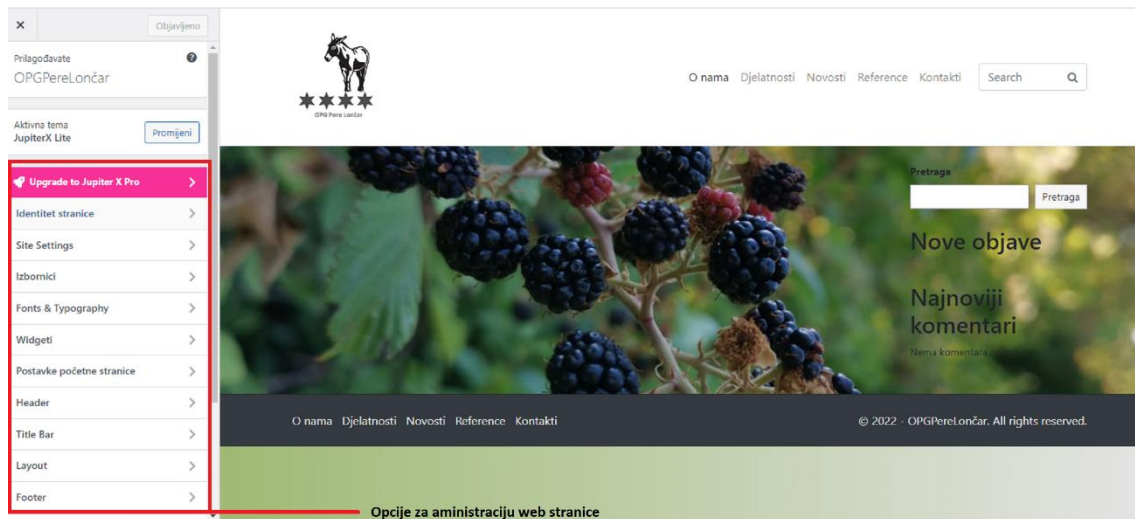 Objavljeno
Prilagođavate
OPGPereLončar
Aktivna tema
JupiterX Lite
Promijeni
Upgrade to Jupiter X Pro
Identitet stranice
Site Settings
Izbornici
Fonts & Typography
Widgeti
Postavke početne stranice
Header
Title Bar
Layout
Footer
OPG Pere Lončar
O nama Djelatnosti Novosti Reference Kontakti
Search
Pretraga
Pretraga
Nove objave
Najnoviji
komentari
Nema komentara
O nama Djelatnosti Novosti Reference Kontakti
© 2022 - OPGPereLončar. All rights reserved.
Opcije za aministraciju web stranice